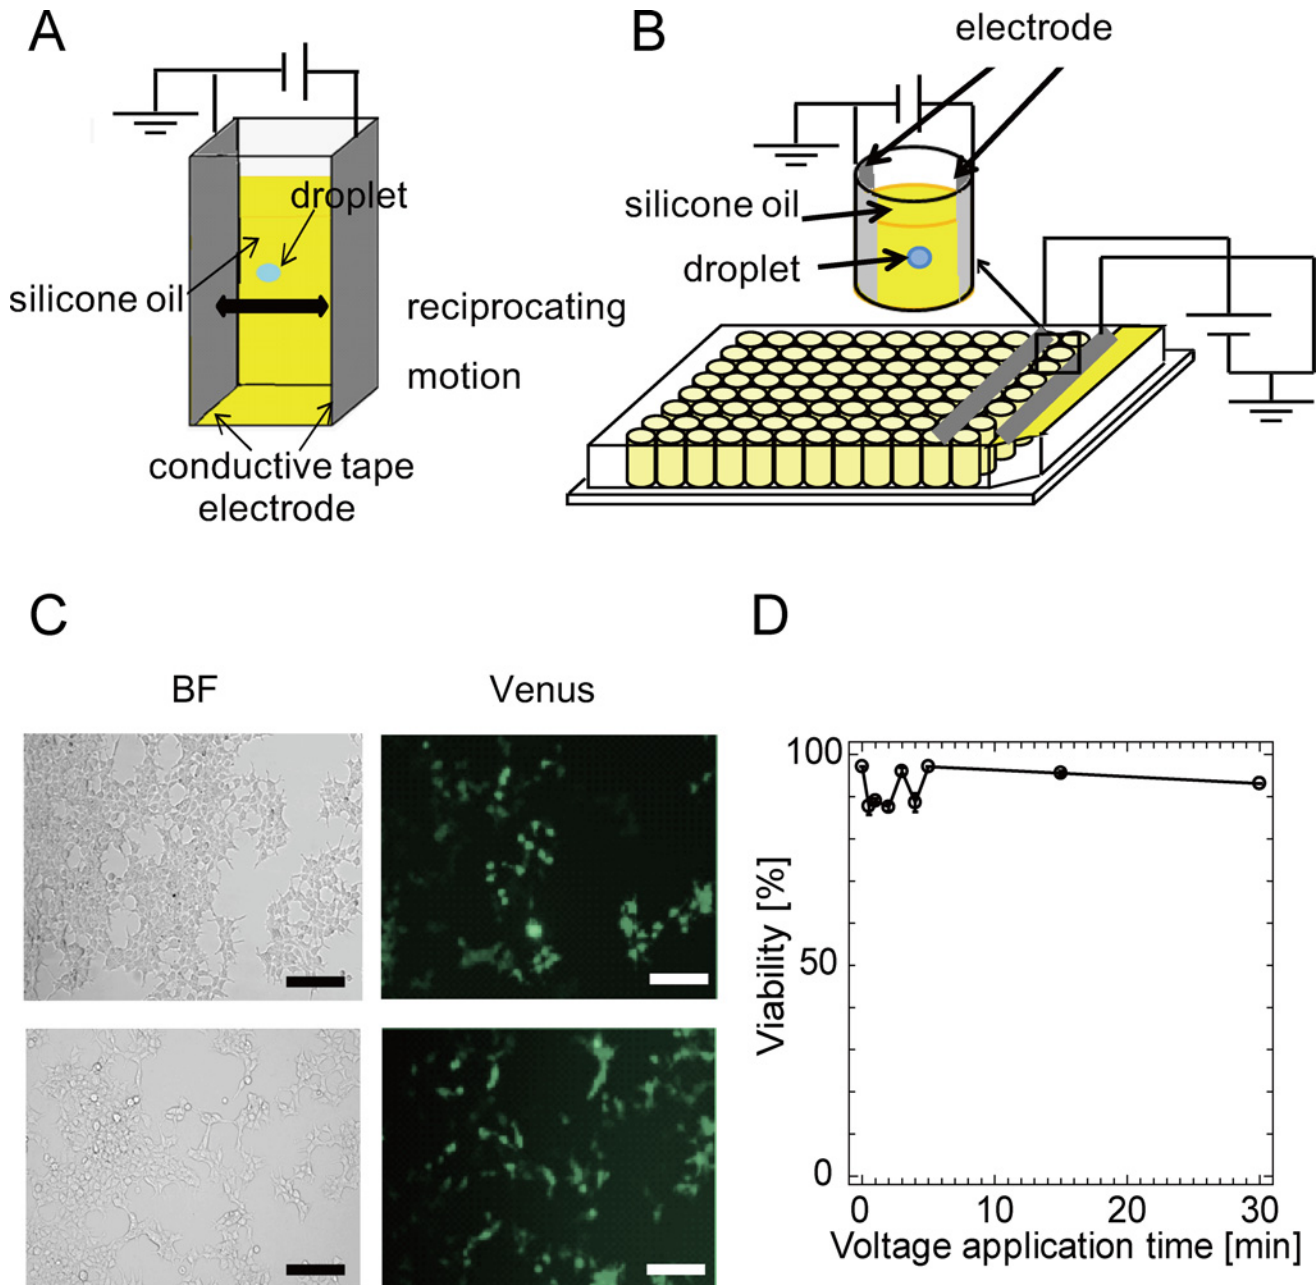 A
droplet
silicone oil
reciprocating
motion
conductive tape
electrode
B
electrode
silicone oil
droplet
C
BF
Venus
D
100
50
0
Viability [%]
0
10
20
30
Voltage application time [min]